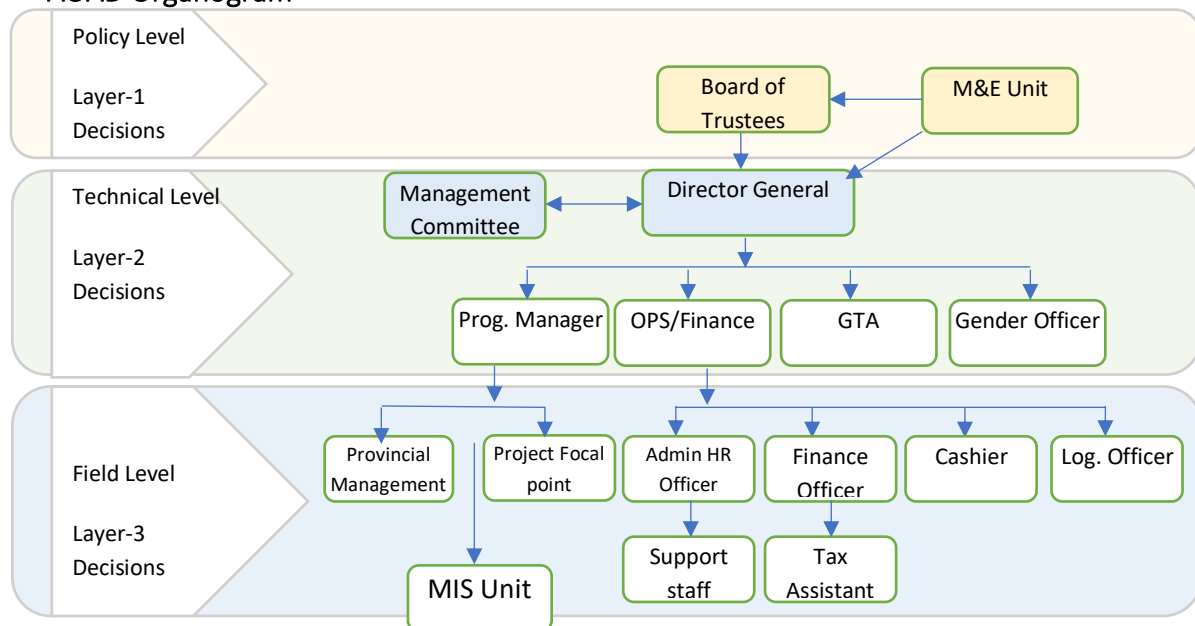 Policy Level
Layer-1
Decisions
Board of
Trustees
M&E Unit
Technical Level
Layer-2
Decisions
Management
Committee
Director General
Prog. Manager
OPS/Finance
GTA
Gender Officer
Field Level
Layer-3
Decisions
Provincial
Management
Project Focal
point
Admin HR
Officer
Finance
Officer
Cashier
Log. Officer
MIS Unit
Support
staff
Tax
Assistant